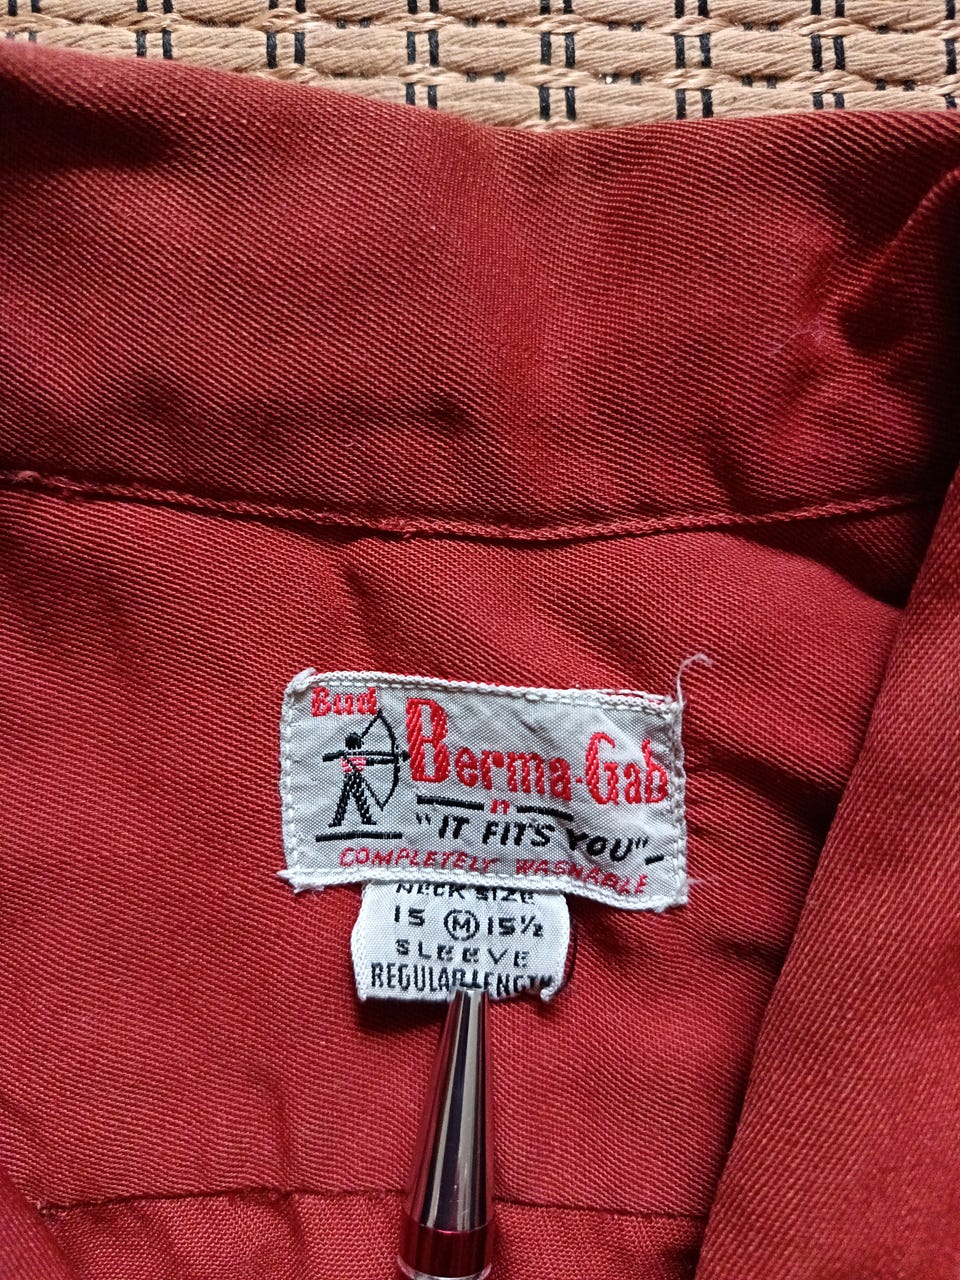 Bud
Berma-Gab
"IT FITS YOU"
COMPLETELY WASHABLE
NECK SIZE
15 M 15½
SLEEVE
REGULAR LENGTH